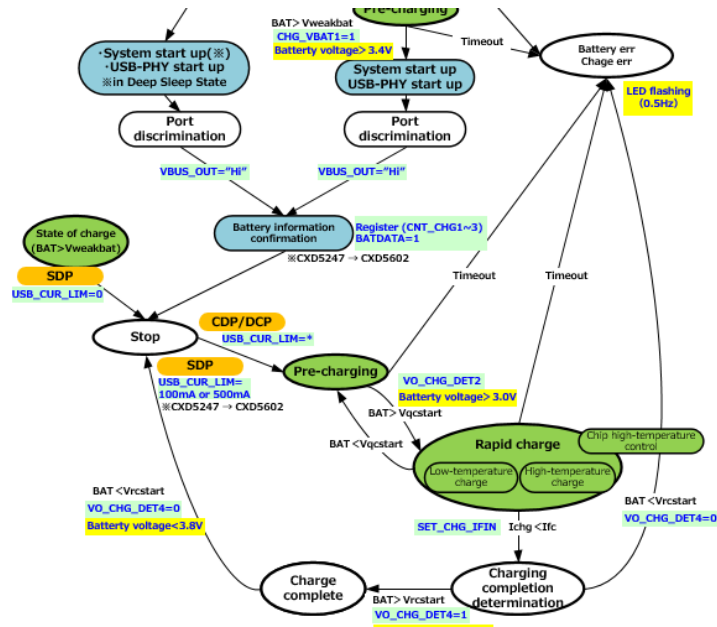 Pre-charging
BAT>Vweakbat
CHG_VBAT1=1
Batterty voltage>3.4V
Timeout
Battery err
Chage err
・System start up(※)
・USB-PHY start up
※in Deep Sleep State
System start up
USB-PHY start up
LED flashing
(0.5Hz)
Port
discrimination
Port
discrimination
VBUS_OUT="Hi"
VBUS_OUT="Hi"
State of charge
(BAT>Vweakbat)
Battery information
confirmation
Register (CNT_CHG1~3)
BATDATA=1
※CXD5247 → CXD5602
SDP
USB_CUR_LIM=0
Timeout
Timeout
Stop
CDP/DCP
USB_CUR_LIM=*
SDP
USB_CUR_LIM=
100mA or 500mA
※CXD5247 → CXD5602
Pre-charging
VO_CHG_DET2
Batterty voltage>3.0V
BAT>Vqcstart
BAT<Vqcstart
Rapid charge
Chip high-temperature
control
Low-temperature
charge
High-temperature
charge
BAT<Vrcstart
VO_CHG_DET4=0
Batterty voltage<3.8V
BAT<Vrcstart
VO_CHG_DET4=0
SET_CHG_IFIN
Ichg<Ifc
Charge
complete
Charging
completion
determination
BAT>Vrcstart
VO_CHG_DET4=1